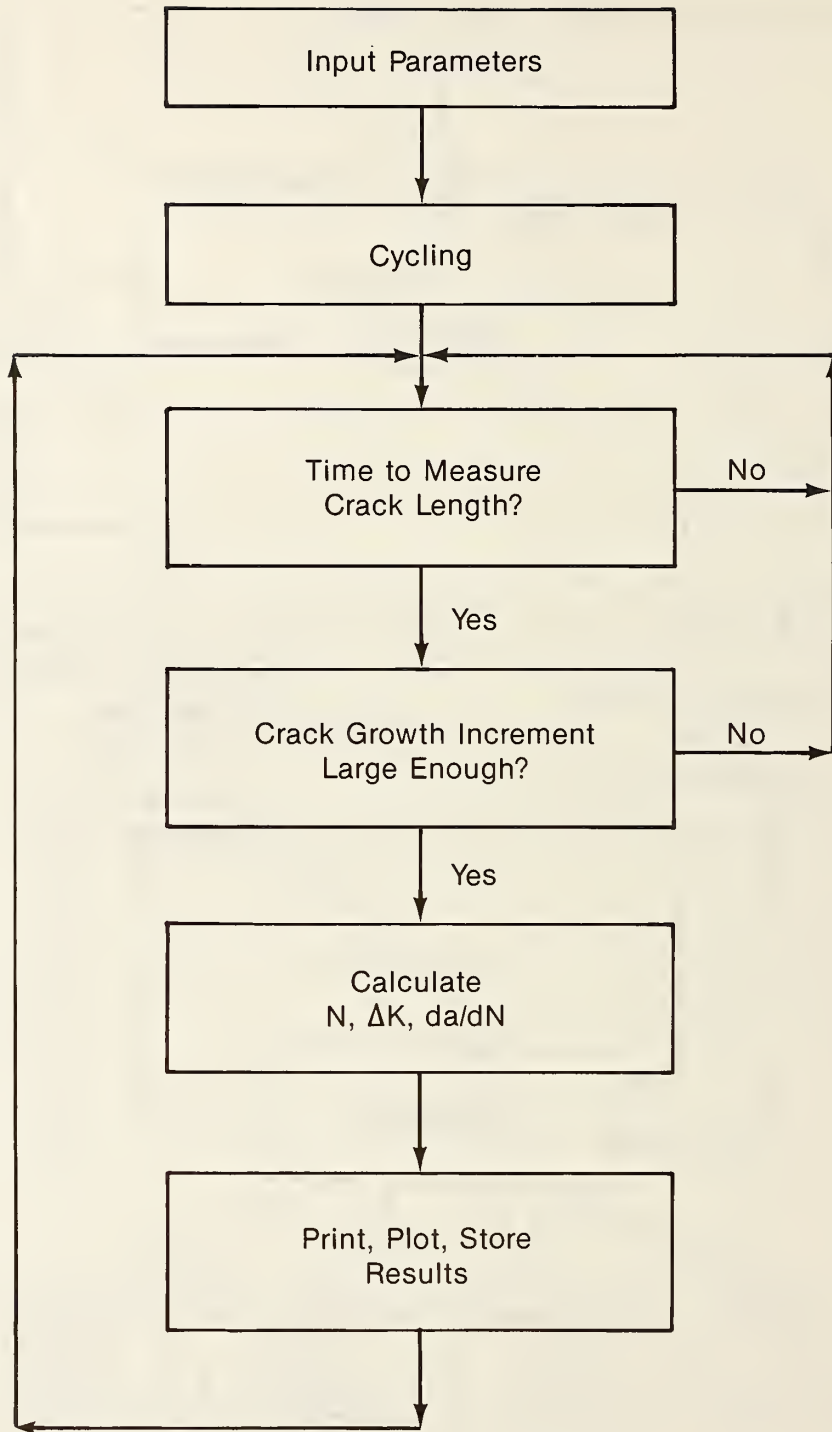 Input Parameters
Cycling
Time to Measure
Crack Length?
No
Yes
Crack Growth Increment
Large Enough?
No
Yes
Calculate
N, ΔK, da/dN
Print, Plot, Store
Results